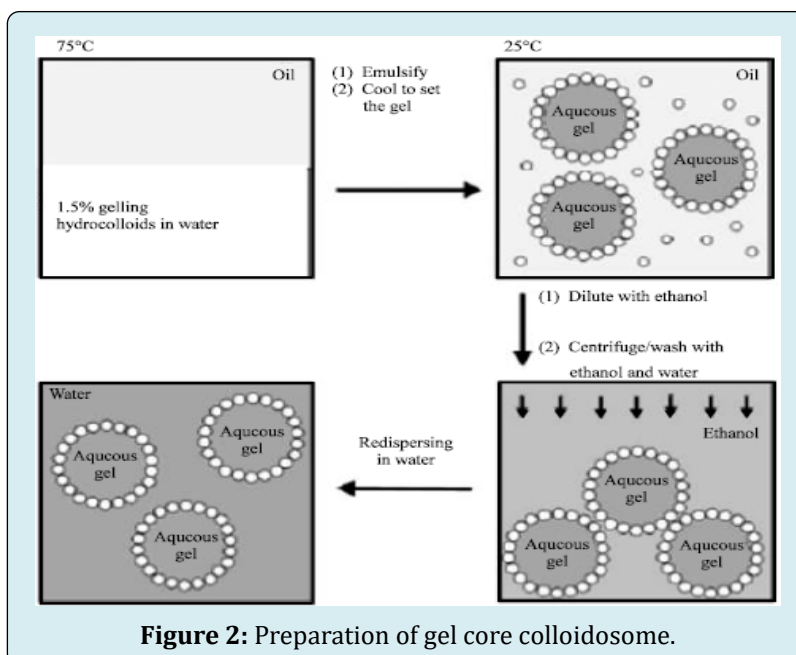 75°C
Oil
1.5% gelling
hydrocolloids in water
(1) Emulsify
(2) Cool to set
the gel
25°C
Oil
Aqucous
gel
Aqucous
gel
Aqucous
gel
(1) Dilute with ethanol
(2) Centrifuge/wash with
ethanol and water
Ethanol
Aqucous
gel
Aqucous
gel
Aqucous
gel
Redispersing
in water
Water
Aqucous
gel
Aqucous
gel
Aqucous
gel
Figure 2: Preparation of gel core colloidosome.